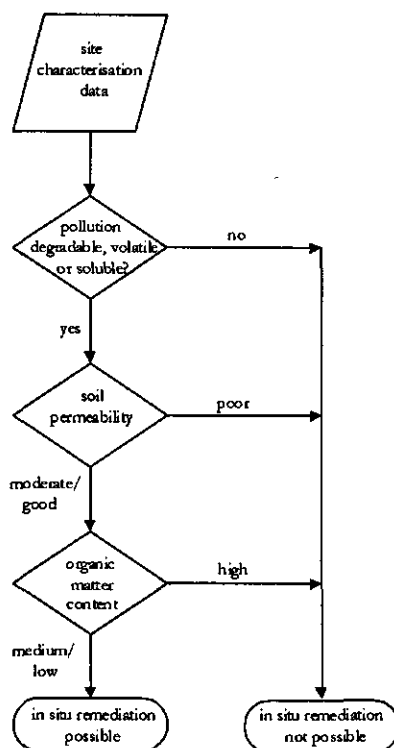 site
characterisation
data
pollution
degradable, volatile
or soluble?
no
yes
soil
permeability
poor
moderate/
good
organic
matter
content
high
medium/
low
in situ remediation
possible
in situ remediation
not possible